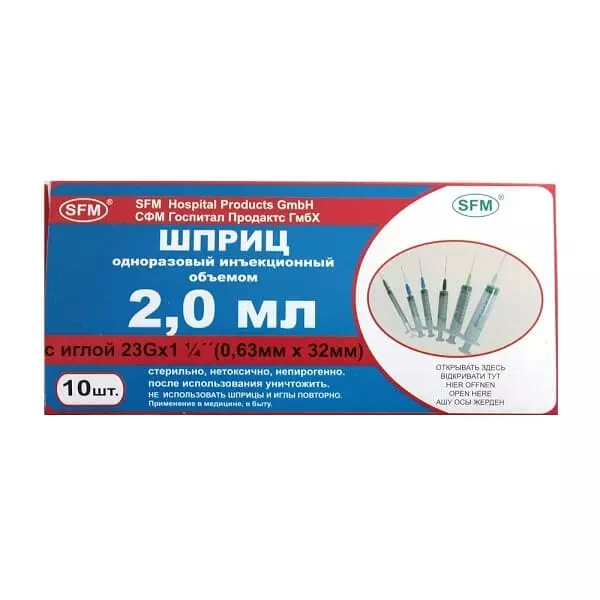 SFM
SFM Hospital Products GmbH
СФМ Госпитал Продактс ГмбХ
ШПРИЦ
одноразовый инъекционный
объемом
2,0 мл
с иглой 23Gx1 ¼´´(0,63мм х 32мм)
10шт.
стерильно, нетоксично, непирогенно.
после использования уничтожить.
НЕ ИСПОЛЬЗОВАТЬ ШПРИЦЫ И ИГЛЫ ПОВТОРНО.
Применение в медицине, в быту.
SFM
ОТКРЫВАТЬ ЗДЕСЬ
ВІДКРИВАТИ ТУТ
HIER OFFNEN
OPEN HERE
АШУ ОСЫ ЖЕРДЕН